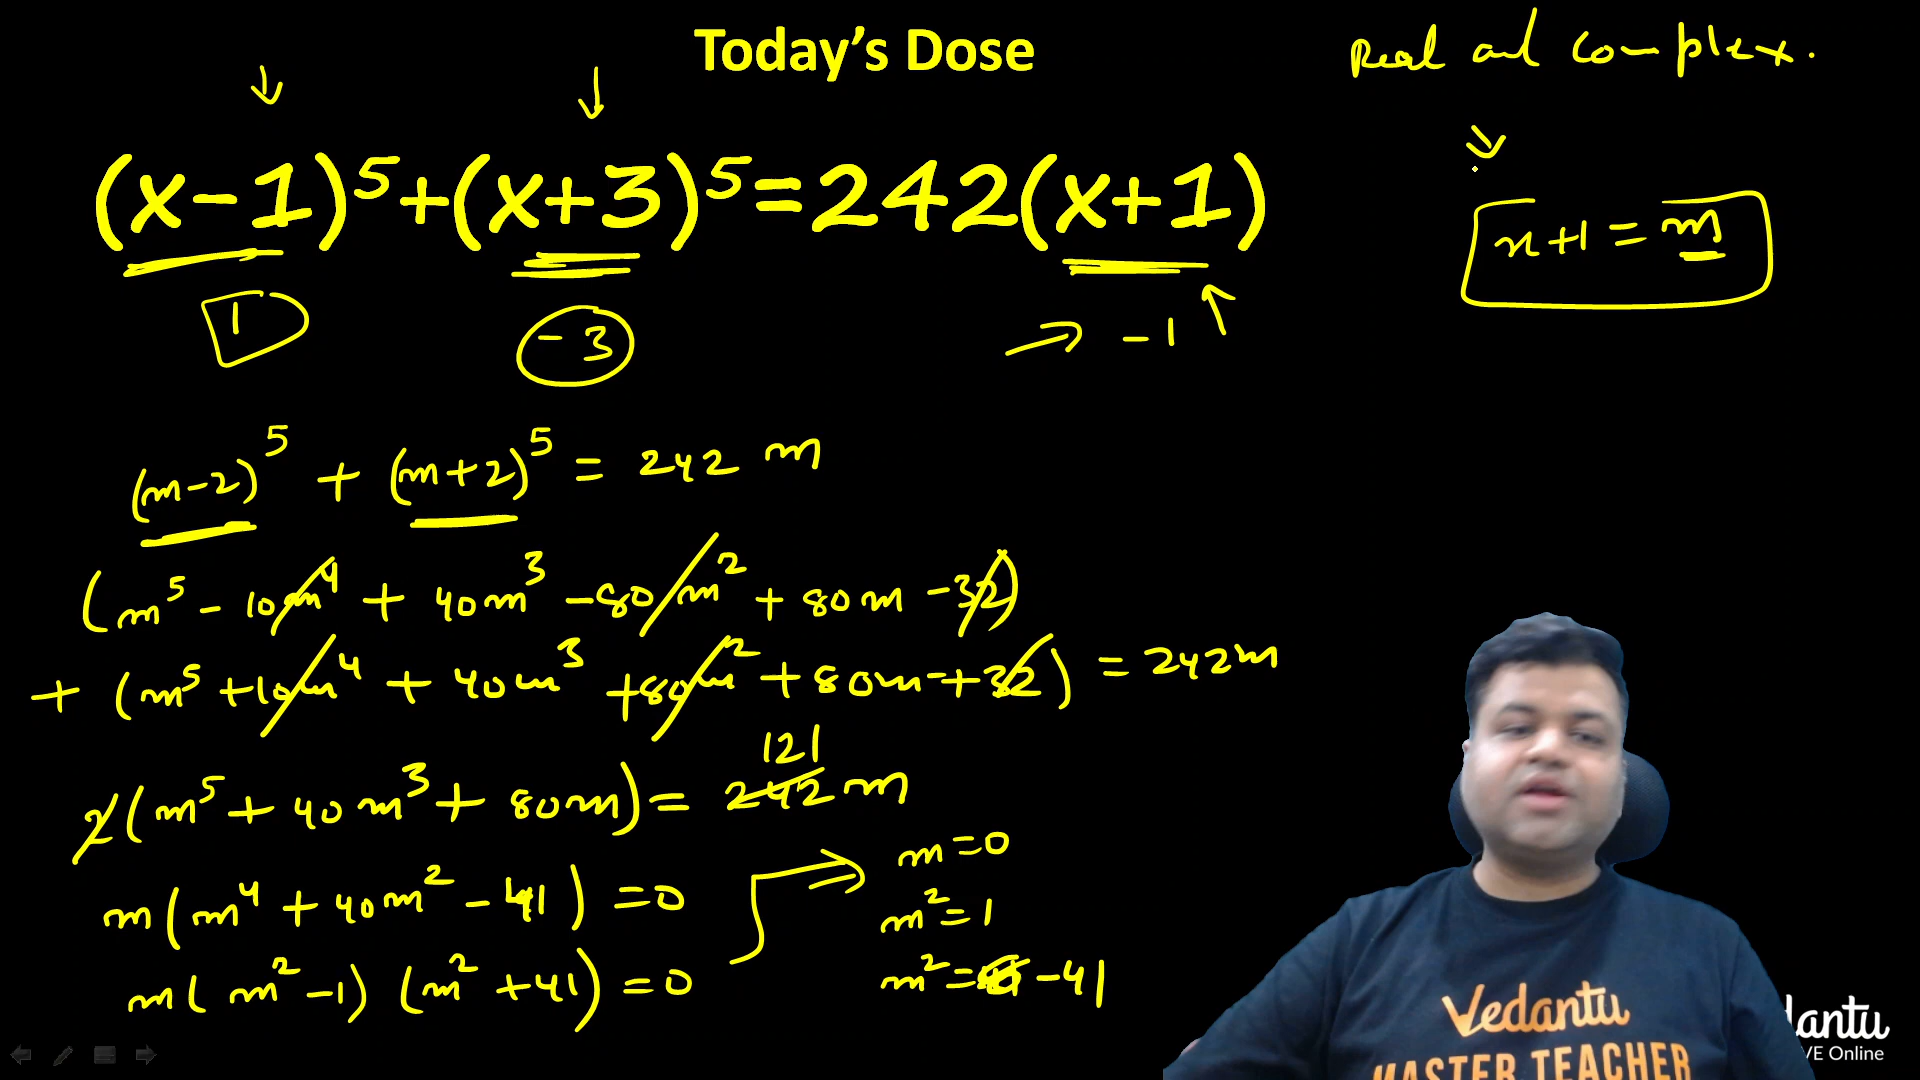 Today's Dose
Real and complex.
(x-1)⁵+(x+3)⁵=242(x+1)
x+1 = m
1
-3
-1
(m-2)⁵ + (m+2)⁵ = 242 m
(m⁵ - 10m⁴ + 40m³ - 80m² + 80m - 32)
+ (m⁵ + 10m⁴ + 40m³ + 80m² + 80m + 32) = 242m
121
2(m⁵ + 40m³ + 80m) = 242m
m(m⁴ + 40m² - 41) = 0
m(m²-1) (m²+41) = 0
m=0
m²=1
m²= -41
Vedantu
MASTER TEACHER
dantu
VE Online